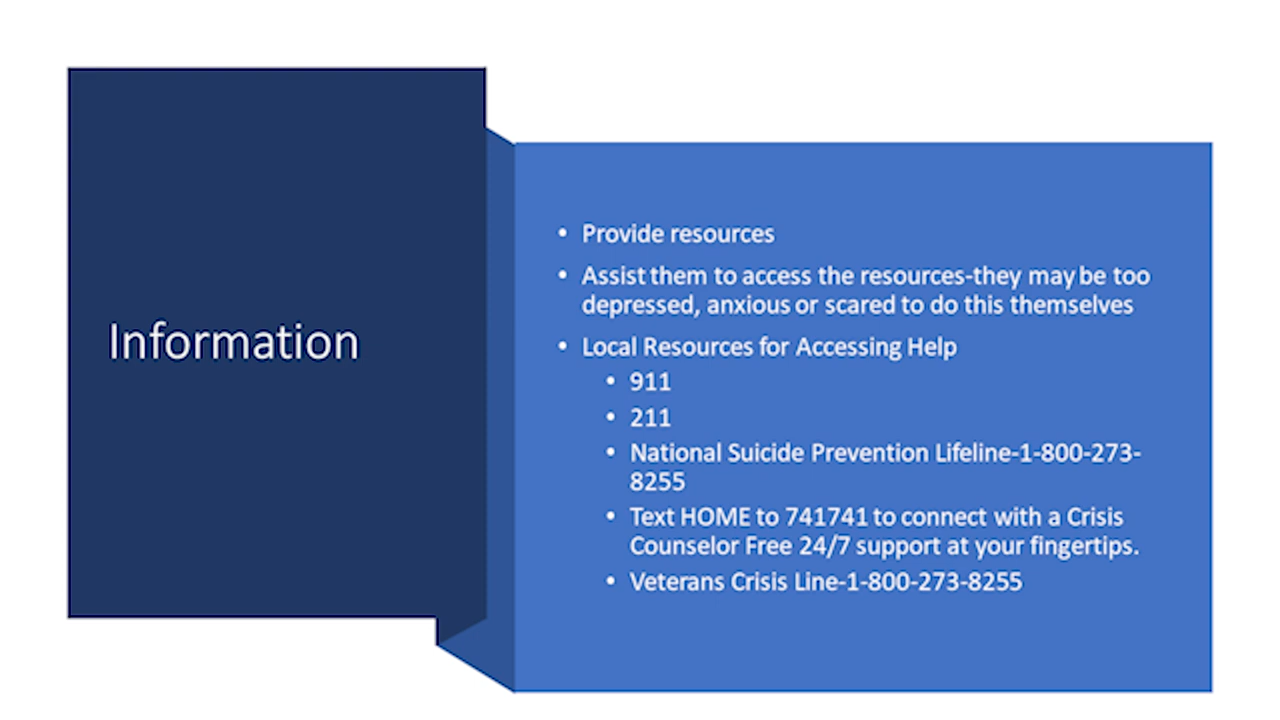 Information
• Provide resources
• Assist them to access the resources-they may be too
depressed, anxious or scared to do this themselves
• Local Resources for Accessing Help
• 911
• 211
• National Suicide Prevention Lifeline-1-800-273-
8255
• Text HOME to 741741 to connect with a Crisis
Counselor Free 24/7 support at your fingertips.
• Veterans Crisis Line-1-800-273-8255